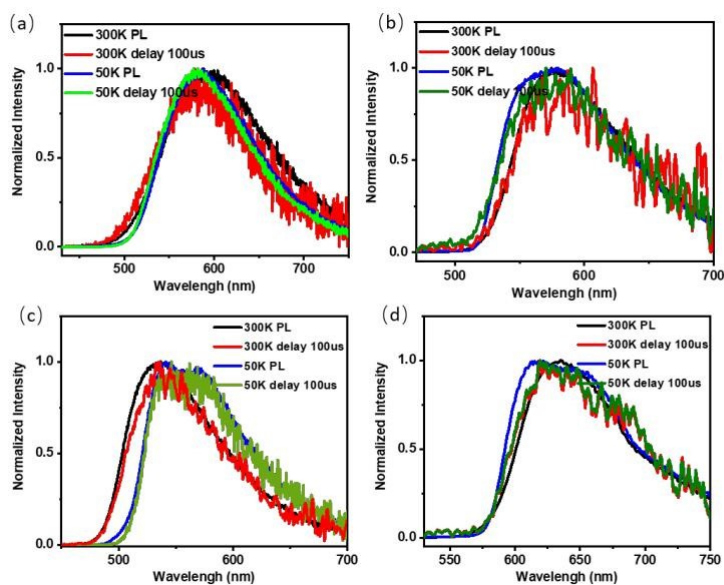 (a)
300K PL
300K delay 100us
50K PL
50K delay 100us
1.0
0.5
0.0
Normalized Intensity
500
600
700
Wavelengh (nm)
(b)
300K PL
300K delay 100us
50K PL
50K delay 100us
1.0
0.5
0.0
Normalized Intensity
500
600
700
Wavelengh (nm)
(c)
300K PL
300K delay 100us
50K PL
50K delay 100us
1.0
0.5
0.0
Normalized Intensity
500
600
700
Wavelengh (nm)
(d)
300K PL
300K delay 100us
50K PL
50K delay 100us
1.0
0.5
0.0
Normalized Intensity
550
600
650
700
750
Wavelengh (nm)